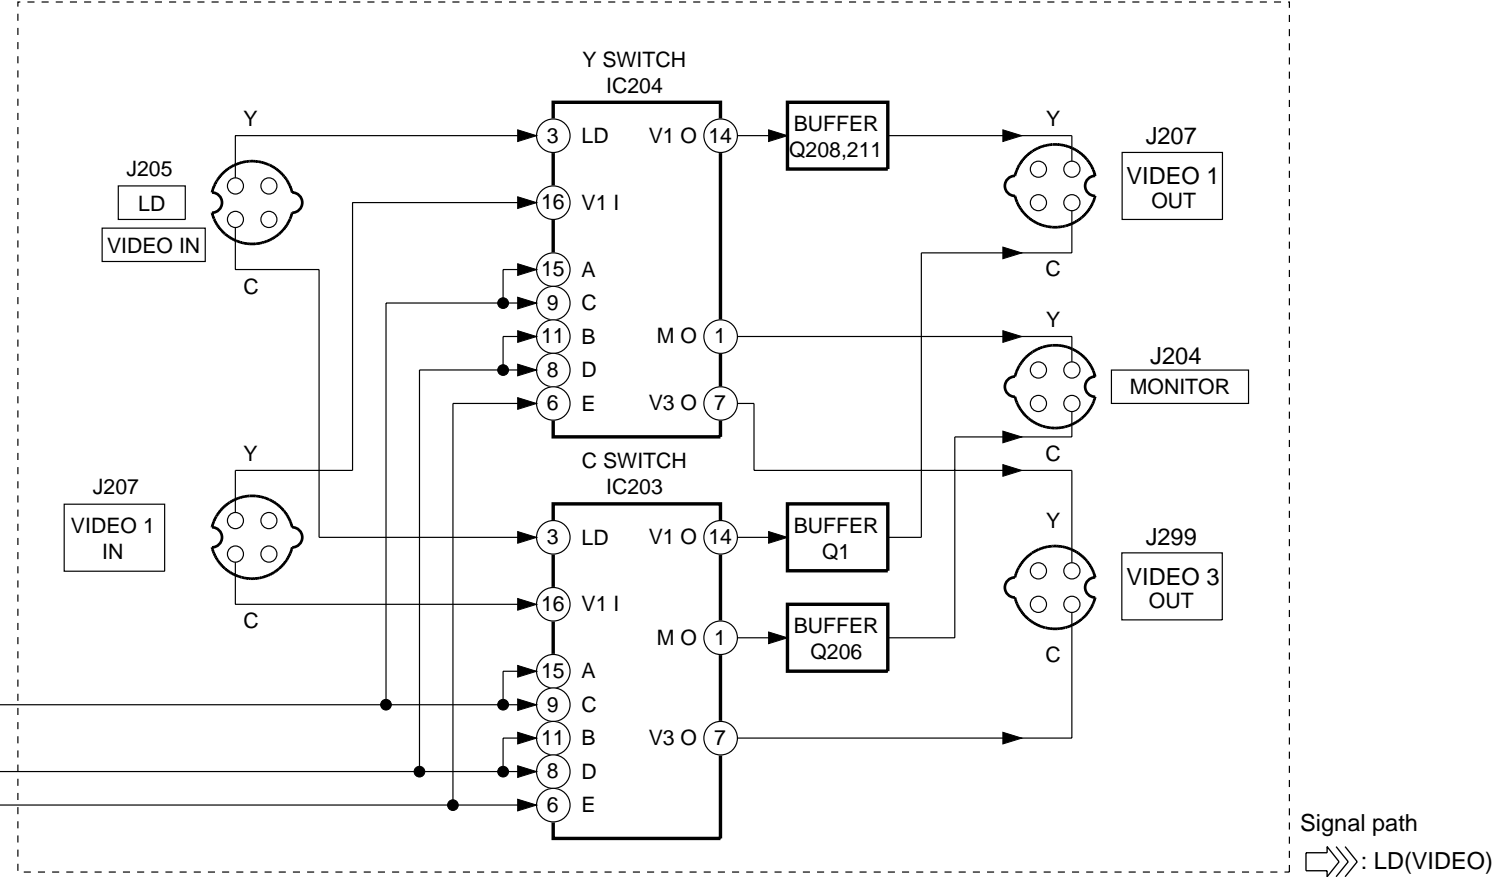 Y SWITCH
IC204
Y
3 LD
V1 O 14
BUFFER
Q208,211
Y
J207
VIDEO 1
OUT
J205
LD
VIDEO IN
16 V1 I
C
15 A
9 C
11 B
8 D
6 E
M O 1
V3 O 7
C
Y
J204
MONITOR
C
C SWITCH
IC203
Y
J207
VIDEO 1
IN
C
3 LD
V1 O 14
BUFFER
Q1
16 V1 I
M O 1
BUFFER
Q206
15 A
9 C
11 B
8 D
6 E
V3 O 7
Y
J299
VIDEO 3
OUT
C
Signal path
: LD(VIDEO)